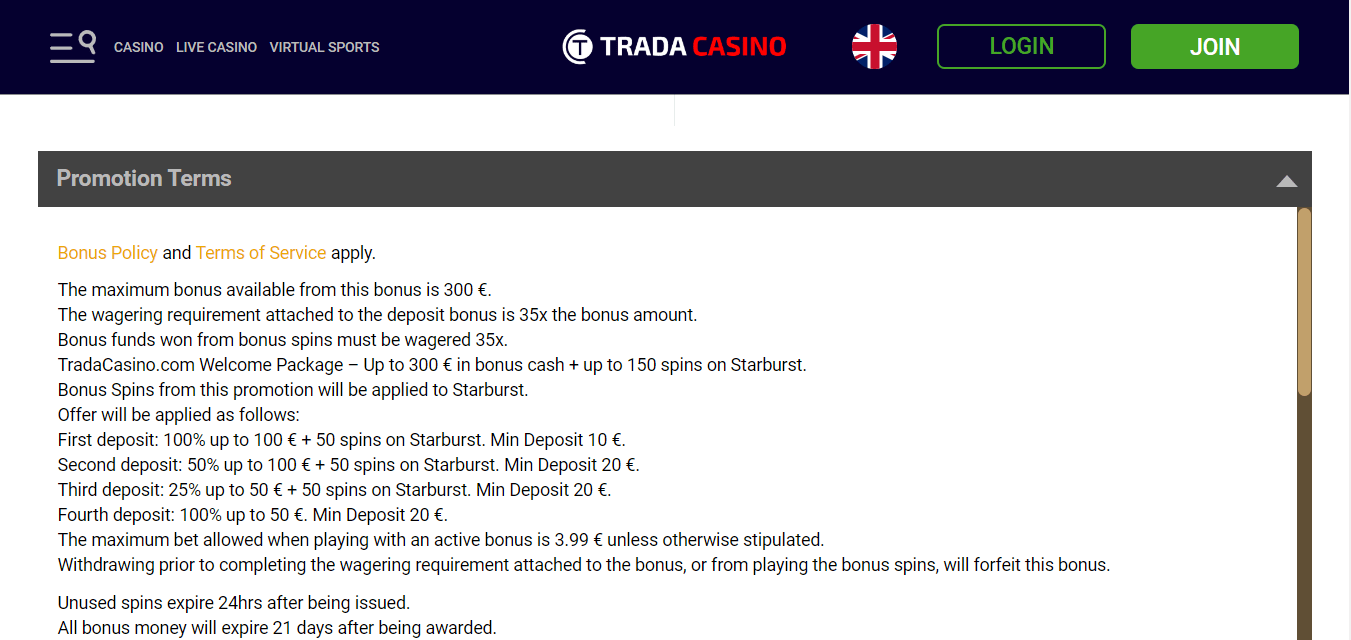 CASINO LIVE CASINO VIRTUAL SPORTS TRADA CASINO LOGIN JOIN
Promotion Terms
Bonus Policy and Terms of Service apply.
The maximum bonus available from this bonus is 300 €.
The wagering requirement attached to the deposit bonus is 35x the bonus amount.
Bonus funds won from bonus spins must be wagered 35x.
TradaCasino.com Welcome Package – Up to 300 € in bonus cash + up to 150 spins on Starburst.
Bonus Spins from this promotion will be applied to Starburst.
Offer will be applied as follows:
First deposit: 100% up to 100 € + 50 spins on Starburst. Min Deposit 10 €.
Second deposit: 50% up to 100 € + 50 spins on Starburst. Min Deposit 20 €.
Third deposit: 25% up to 50 € + 50 spins on Starburst. Min Deposit 20 €.
Fourth deposit: 100% up to 50 €. Min Deposit 20 €.
The maximum bet allowed when playing with an active bonus is 3.99 € unless otherwise stipulated.
Withdrawing prior to completing the wagering requirement attached to the bonus, or from playing the bonus spins, will forfeit this bonus.
Unused spins expire 24hrs after being issued.
All bonus money will expire 21 days after being awarded.